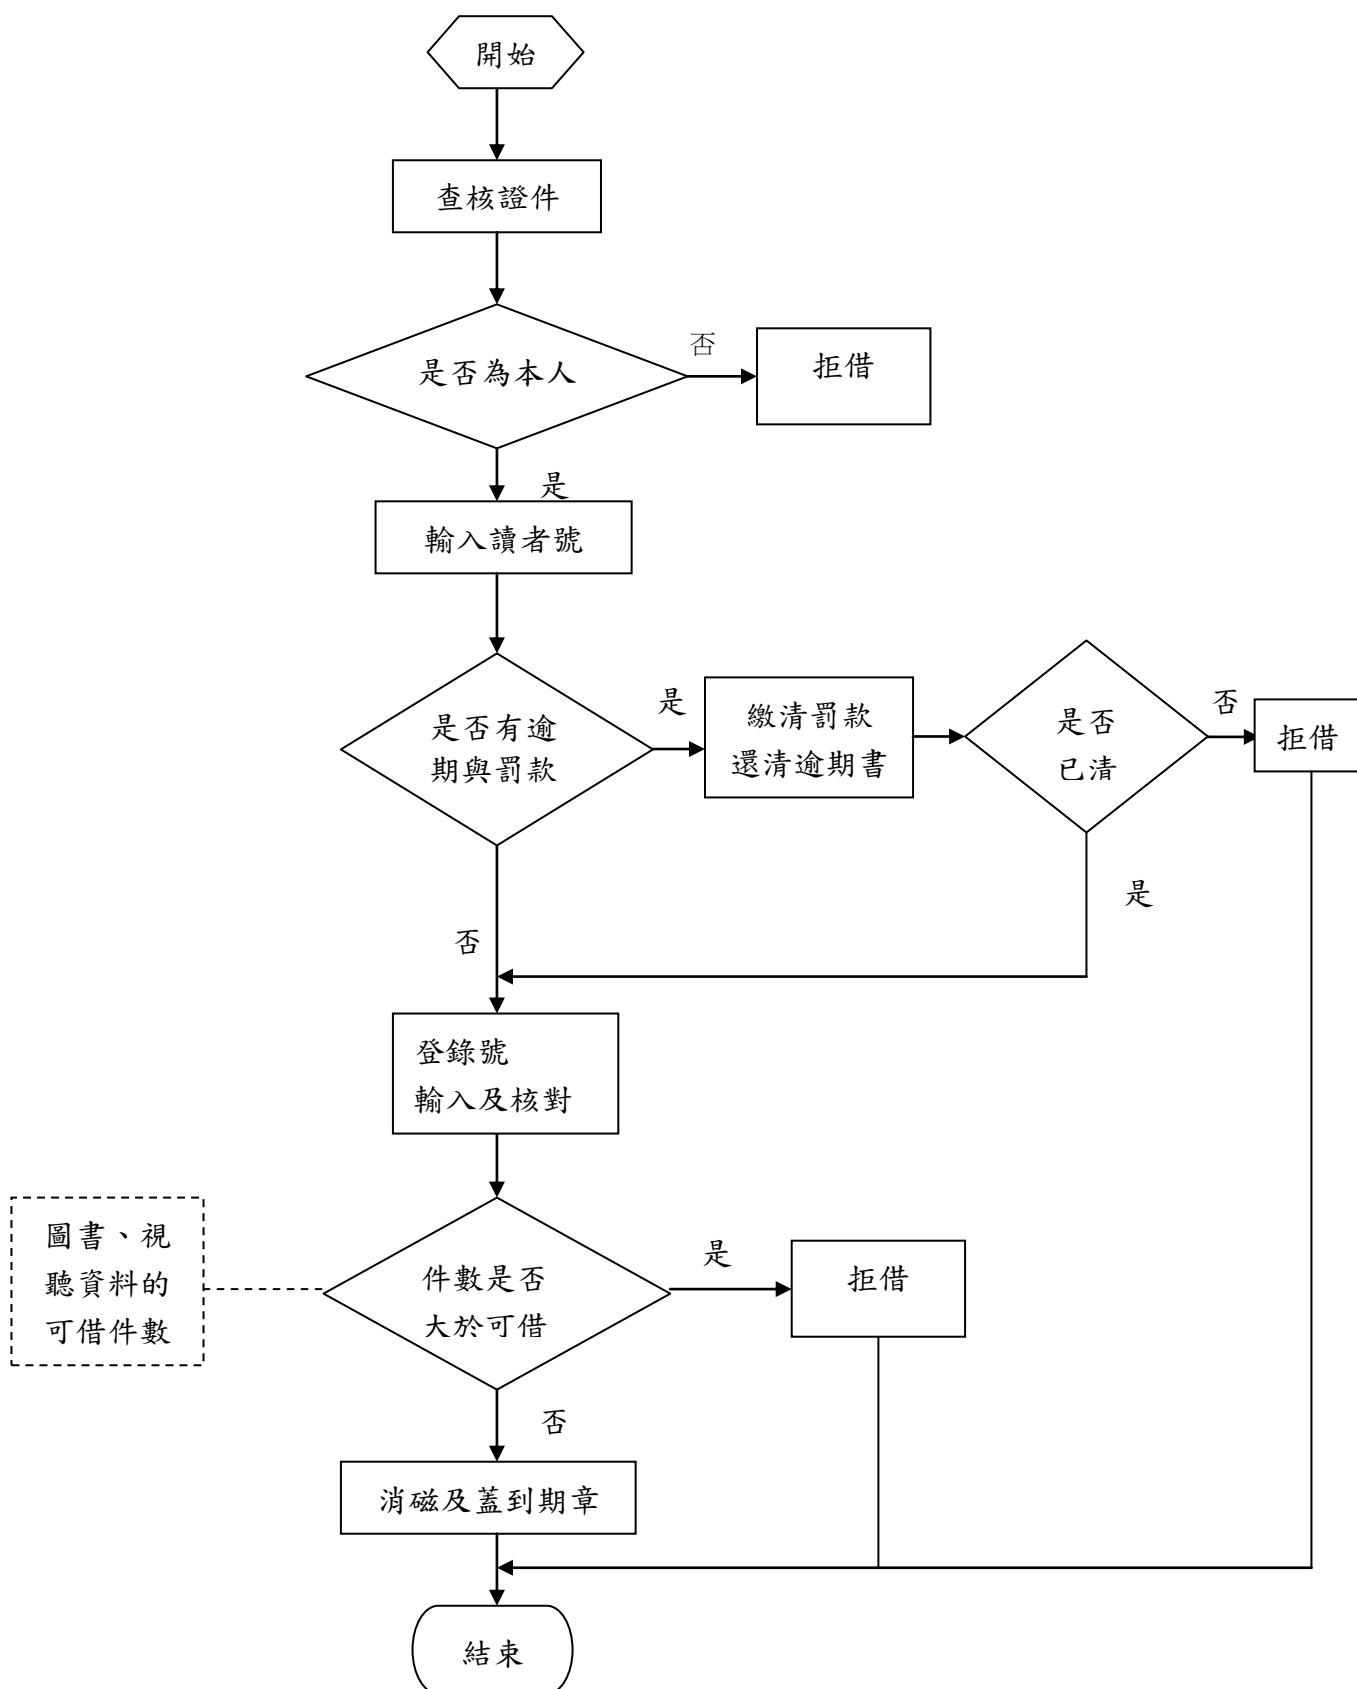 開始
查核證件
是否為本人
否
拒借
是
輸入讀者號
是否有逾
期與罰款
是
繳清罰款
還清逾期書
是否
已清
否
拒借
是
否
登錄號
輸入及核對
圖書、視
聽資料的
可借件數
件數是否
大於可借
是
拒借
否
消磁及蓋到期章
結束